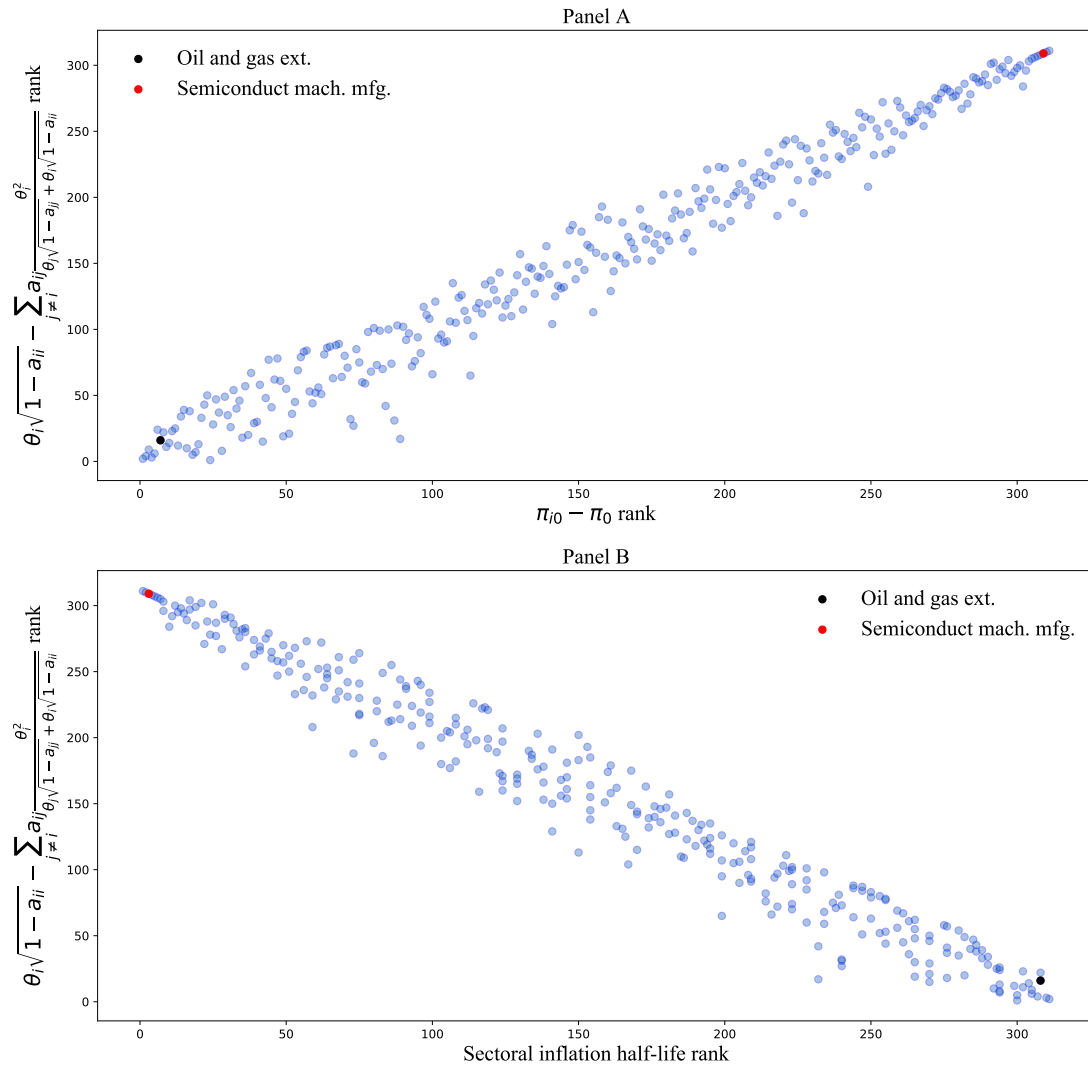 Panel A
Oil and gas ext.
Semiconduct mach. mfg.
θᵢ√(1 − aᵢᵢ) − ∑_{j≠i} aᵢⱼ θᵢ² / (θⱼ√(1 − aⱼⱼ) + θᵢ√(1 − aᵢᵢ)) rank
300
250
200
150
100
50
0
0 50 100 150 200 250 300
πᵢ₀ − π₀ rank
Panel B
Oil and gas ext.
Semiconduct mach. mfg.
θᵢ√(1 − aᵢᵢ) − ∑_{j≠i} aᵢⱼ θᵢ² / (θⱼ√(1 − aⱼⱼ) + θᵢ√(1 − aᵢᵢ)) rank
300
250
200
150
100
50
0
0 50 100 150 200 250 300
Sectoral inflation half-life rank